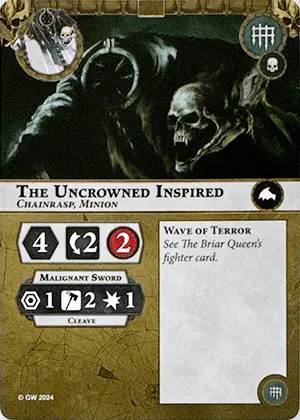 The Uncrowned Inspired
Chainrasp, Minion
4 2 2
Malignant Sword
1 2 1
Cleave
Wave of Terror
See The Briar Queen's
fighter card.
© GW 2024